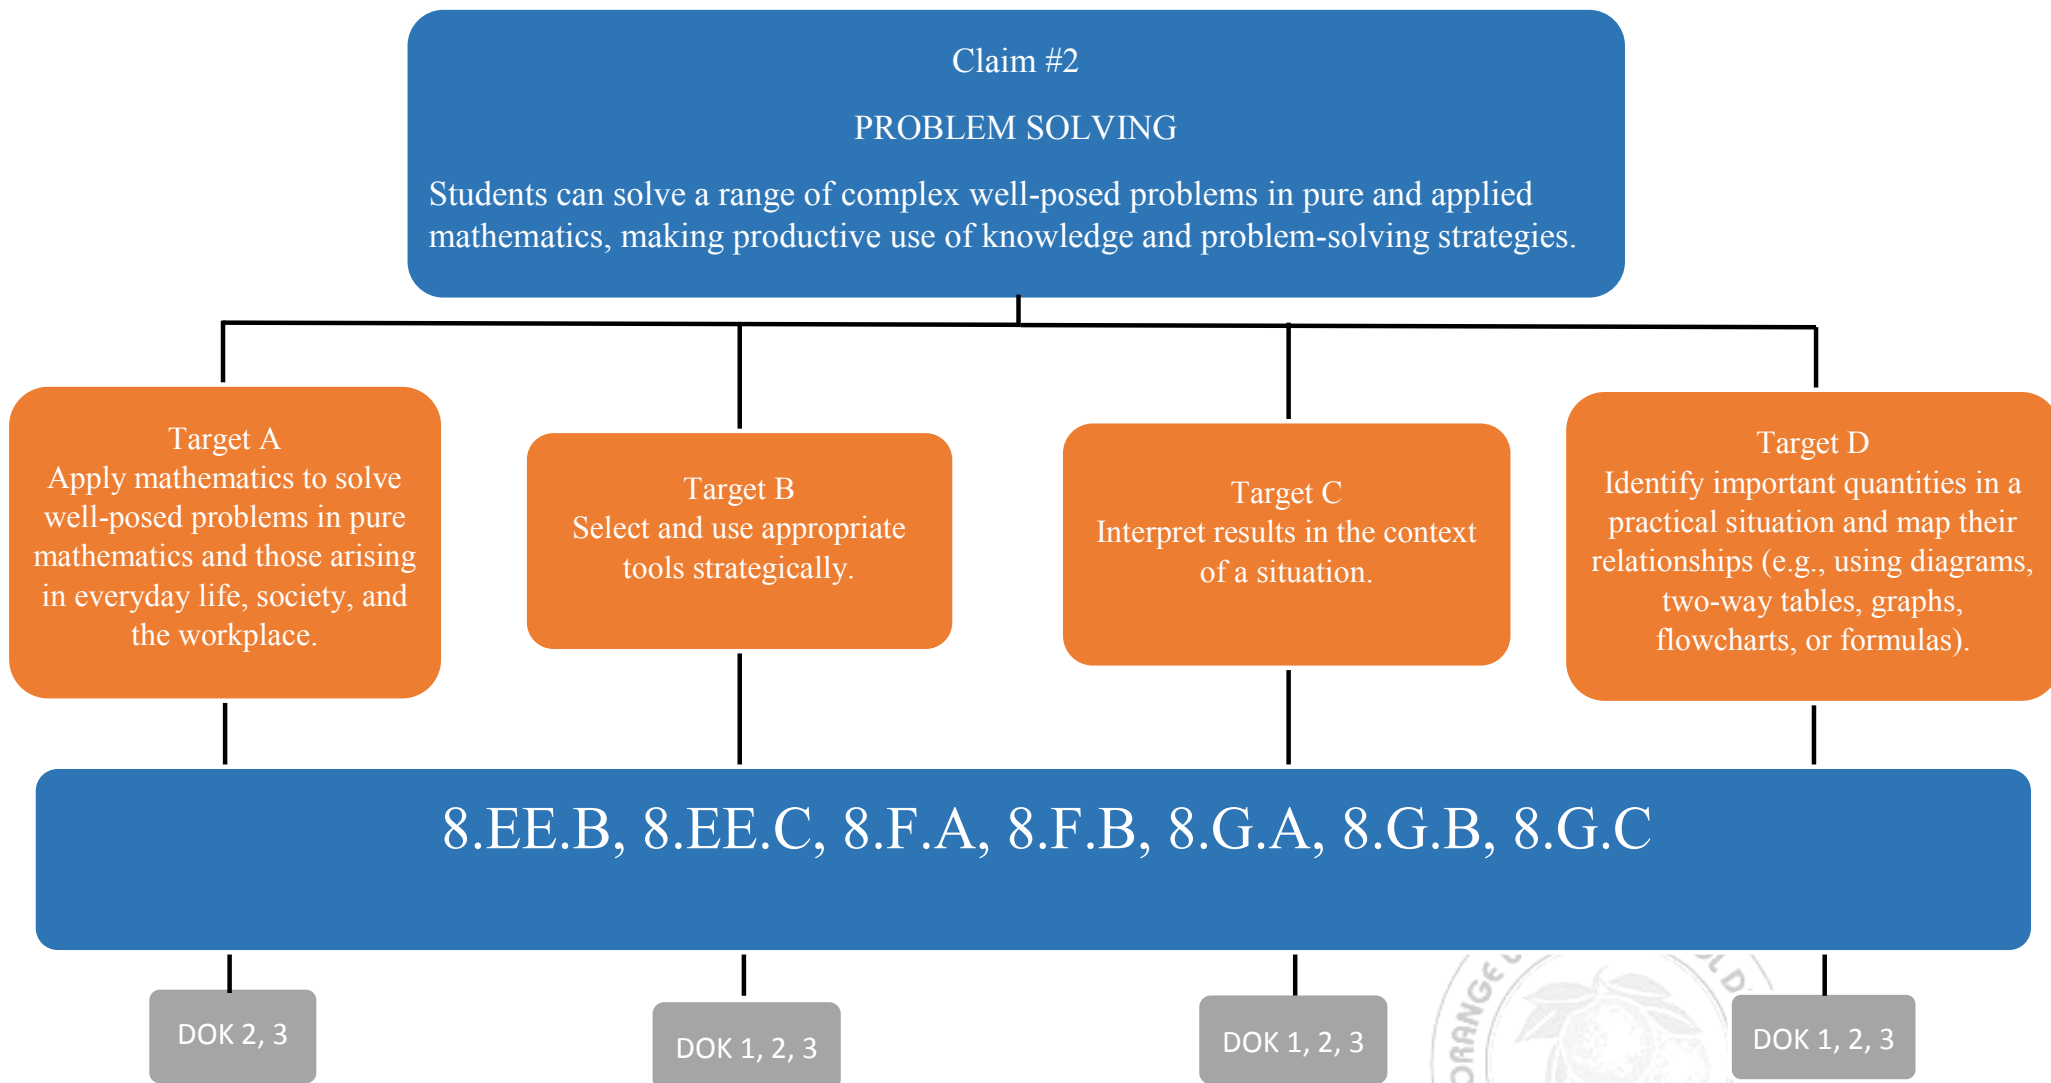 Claim #2
PROBLEM SOLVING
Students can solve a range of complex well-posed problems in pure and applied
mathematics, making productive use of knowledge and problem-solving strategies.
Target A
Apply mathematics to solve
well-posed problems in pure
mathematics and those arising
in everyday life, society, and
the workplace.
Target B
Select and use appropriate
tools strategically.
Target C
Interpret results in the context
of a situation.
Target D
Identify important quantities in a
practical situation and map their
relationships (e.g., using diagrams,
two-way tables, graphs,
flowcharts, or formulas).
8.EE.B, 8.EE.C, 8.F.A, 8.F.B, 8.G.A, 8.G.B, 8.G.C
DOK 2, 3
DOK 1, 2, 3
DOK 1, 2, 3
DOK 1, 2, 3
ORANGE